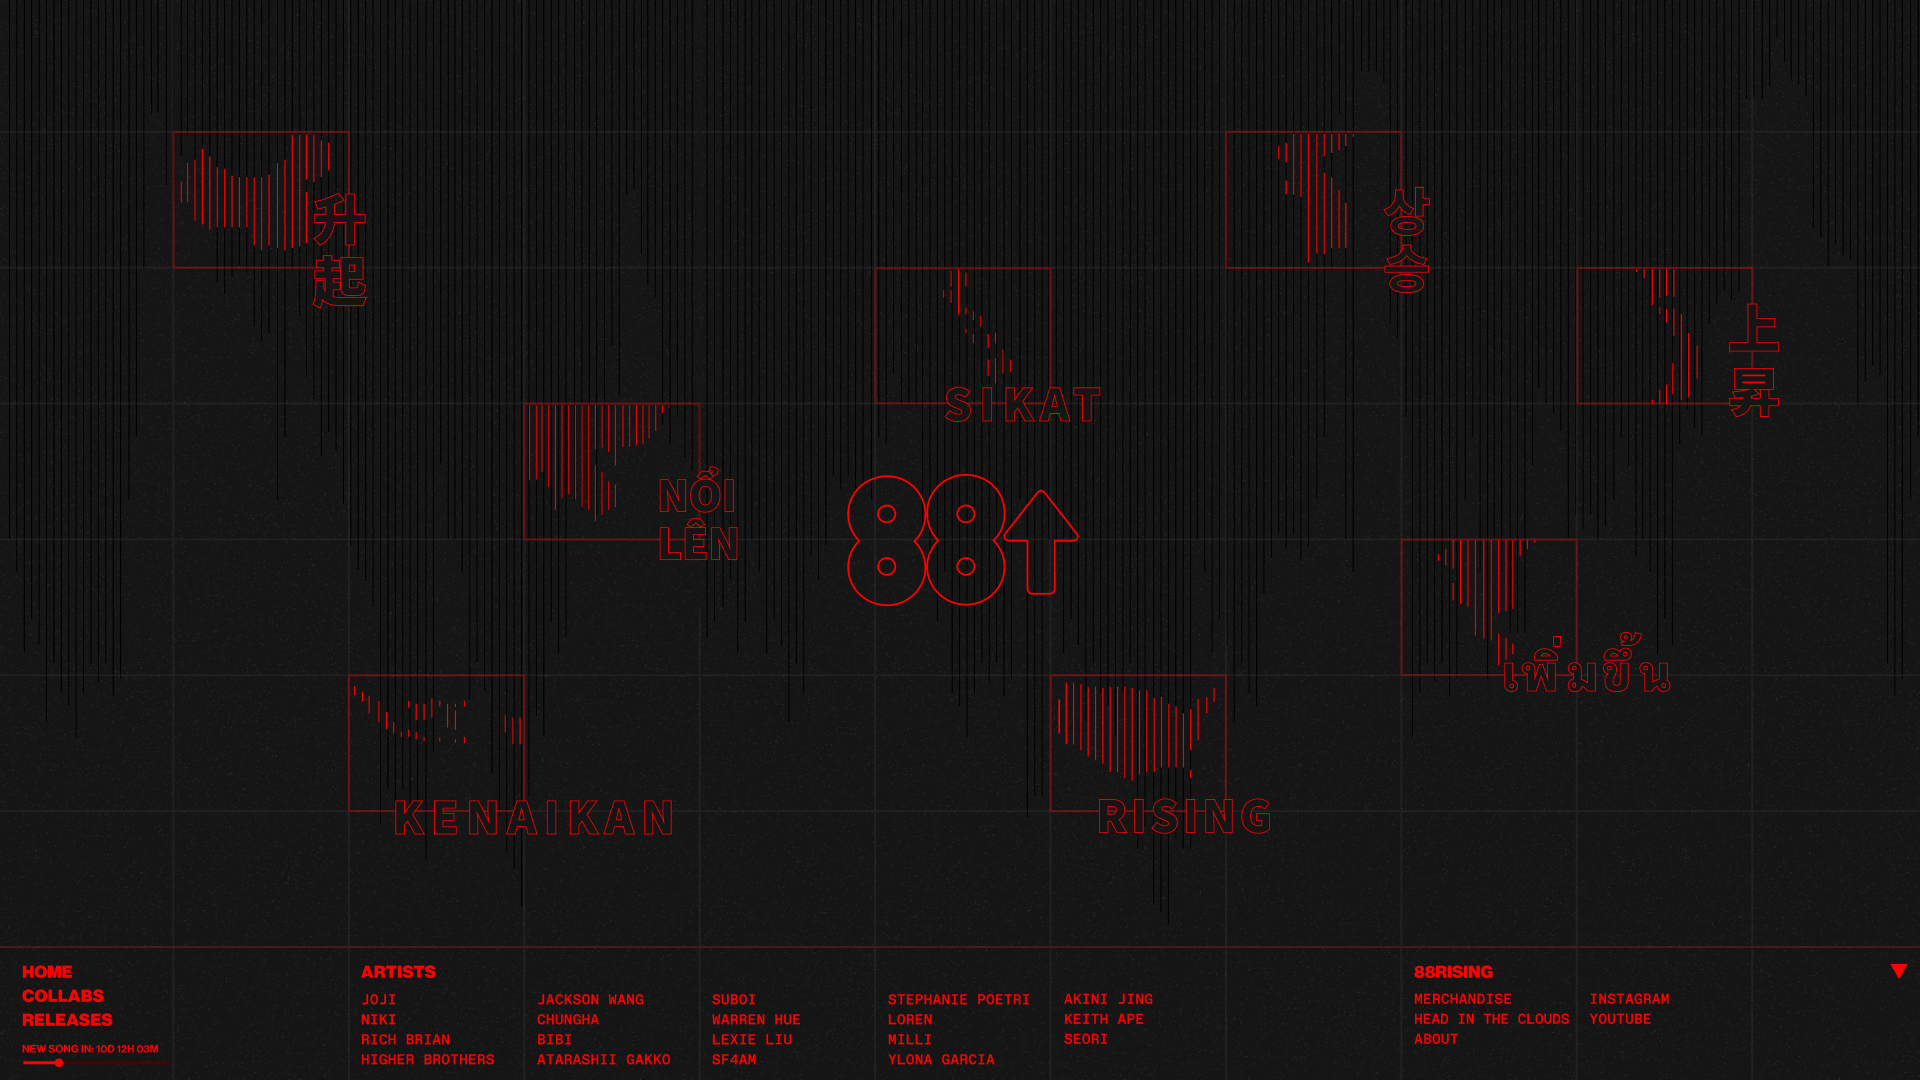 升起
상승
SIKAT
上昇
NỔI
LÊN
88↑
เพิ่มขึ้น
KENAIKAN
RISING
HOME
COLLABS
RELEASES
NEW SONG IN: 10D 12H 03M
ARTISTS
JOJI
NIKI
RICH BRIAN
HIGHER BROTHERS
JACKSON WANG
CHUNGHA
BIBI
ATARASHII GAKKO
SUBOI
WARREN HUE
LEXIE LIU
SF4AM
STEPHANIE POETRI
LOREN
MILLI
YLONA GARCIA
AKINI JING
KEITH APE
SEORI
88RISING
MERCHANDISE
HEAD IN THE CLOUDS
ABOUT
INSTAGRAM
YOUTUBE